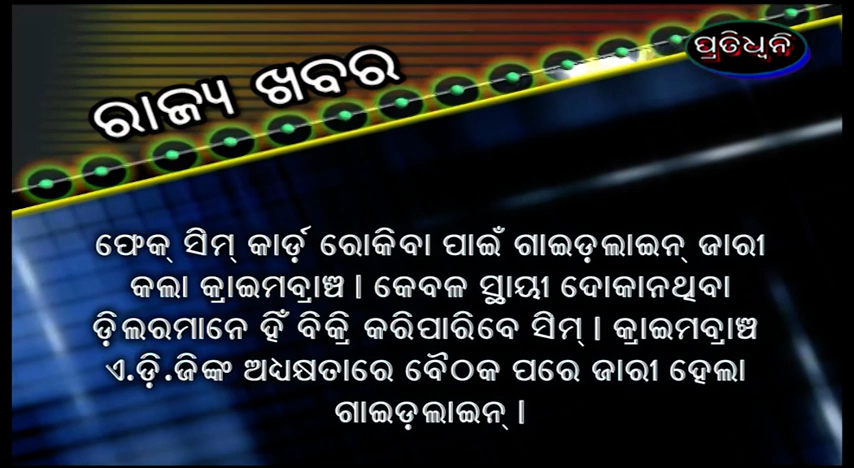 ପ୍ରତିଧ୍ୱନି
ରାଜ୍ୟ ଖବର
ଫେକ୍ ସିମ୍ କାର୍ଡ଼ ରୋକିବା ପାଇଁ ଗାଇଡ଼ଲାଇନ୍ ଜାରୀ
କଲା କ୍ରାଇମବ୍ରାଞ୍ଚ । କେବଳ ସ୍ଥାୟୀ ଦୋକାନଥିବା
ଡ଼ିଲରମାନେ ହିଁ ବିକ୍ରି କରିପାରିବେ ସିମ୍ । କ୍ରାଇମବ୍ରାଞ୍ଚ
ଏ.ଡ଼ି.ଜିଙ୍କ ଅଧ୍ୟକ୍ଷତାରେ ବୈଠକ ପରେ ଜାରୀ ହେଲା
ଗାଇଡ଼ଲାଇନ୍ ।